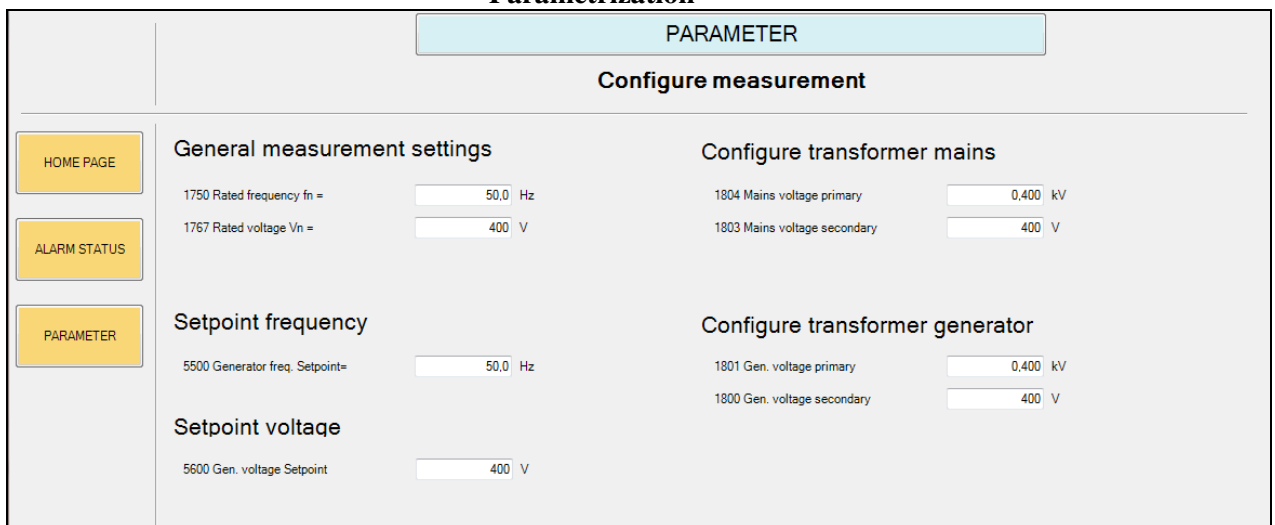 Parametrization
PARAMETER
Configure measurement
HOME PAGE
ALARM STATUS
PARAMETER
General measurement settings
1750 Rated frequency fn = 50,0 Hz
1767 Rated voltage Vn = 400 V
Configure transformer mains
1804 Mains voltage primary 0,400 kV
1803 Mains voltage secondary 400 V
Setpoint frequency
5500 Generator freq. Setpoint= 50,0 Hz
Setpoint voltage
5600 Gen. voltage Setpoint 400 V
Configure transformer generator
1801 Gen. voltage primary 0,400 kV
1800 Gen. voltage secondary 400 V